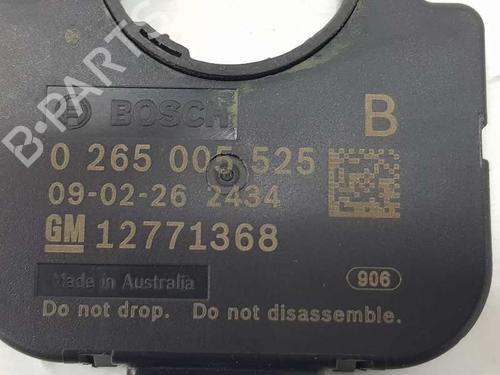 B-PARTS
BOSCH
B
0 265 005 525
09-02-26 2434
GM 12771368
Made in Australia
906
Do not drop. Do not disassemble.